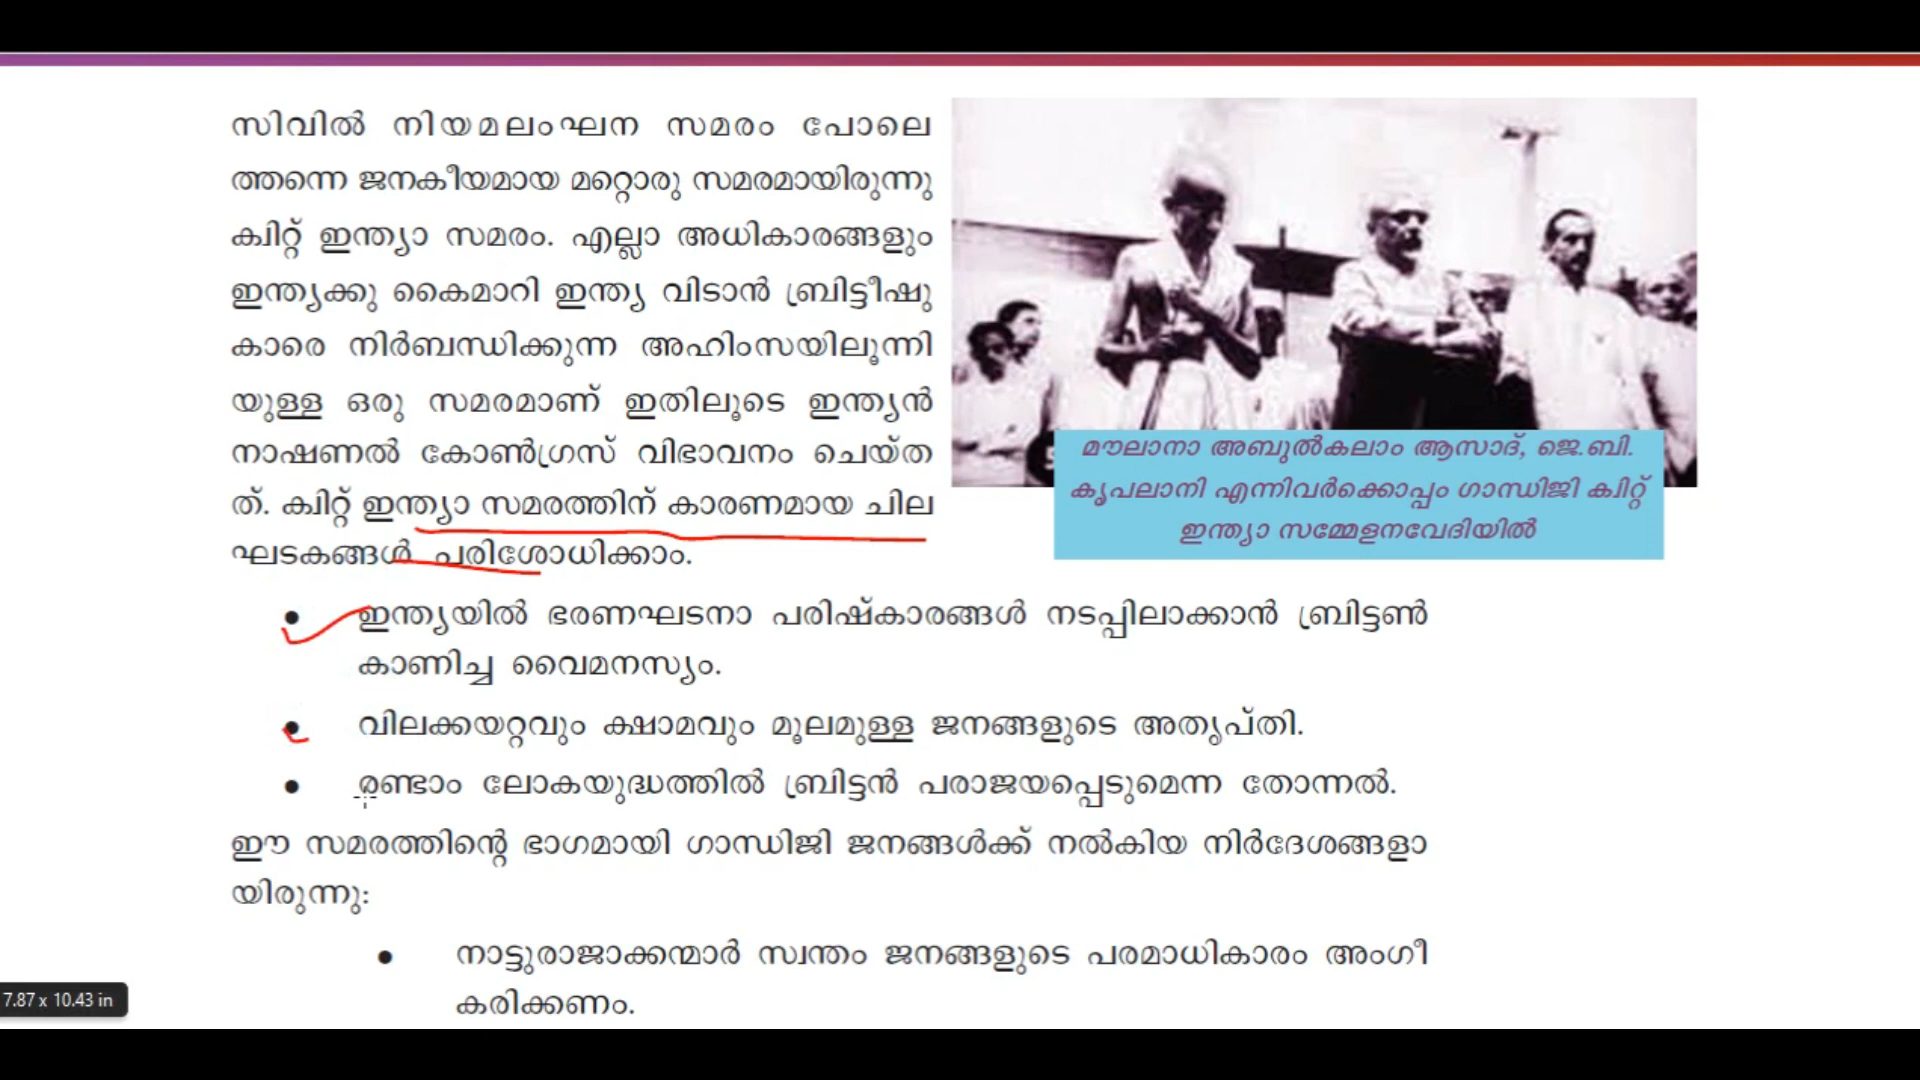 സിവിൽ നിയമലംഘന സമരം പോലെ
ത്തന്നെ ജനകീയമായ മറ്റൊരു സമരമായിരുന്നു
ക്വിറ്റ് ഇന്ത്യാ സമരം. എല്ലാ അധികാരങ്ങളും
ഇന്ത്യക്കു കൈമാറി ഇന്ത്യ വിടാൻ ബ്രിട്ടീഷു
കാരെ നിർബന്ധിക്കുന്ന അഹിംസയിലൂന്നി
യുള്ള ഒരു സമരമാണ് ഇതിലൂടെ ഇന്ത്യൻ
നാഷണൽ കോൺഗ്രസ് വിഭാവനം ചെയ്ത
ത്. ക്വിറ്റ് ഇന്ത്യാ സമരത്തിന് കാരണമായ ചില
ഘടകങ്ങൾ പരിശോധിക്കാം.
മൗലാനാ അബുൽകലാം ആസാദ്, ജെ.ബി.
കൃപലാനി എന്നിവർക്കൊപ്പം ഗാന്ധിജി ക്വിറ്റ്
ഇന്ത്യാ സമ്മേളനവേദിയിൽ
• ഇന്ത്യയിൽ ഭരണഘടനാ പരിഷ്കാരങ്ങൾ നടപ്പിലാക്കാൻ ബ്രിട്ടൺ
കാണിച്ച വൈമനസ്യം.
• വിലക്കയറ്റവും ക്ഷാമവും മൂലമുള്ള ജനങ്ങളുടെ അതൃപ്തി.
• രണ്ടാം ലോകയുദ്ധത്തിൽ ബ്രിട്ടൻ പരാജയപ്പെടുമെന്ന തോന്നൽ.
ഈ സമരത്തിന്റെ ഭാഗമായി ഗാന്ധിജി ജനങ്ങൾക്ക് നൽകിയ നിർദേശങ്ങളാ
യിരുന്നു:
• നാട്ടുരാജാക്കന്മാർ സ്വന്തം ജനങ്ങളുടെ പരമാധികാരം അംഗീ
കരിക്കണം.
7.87 x 10.43 in